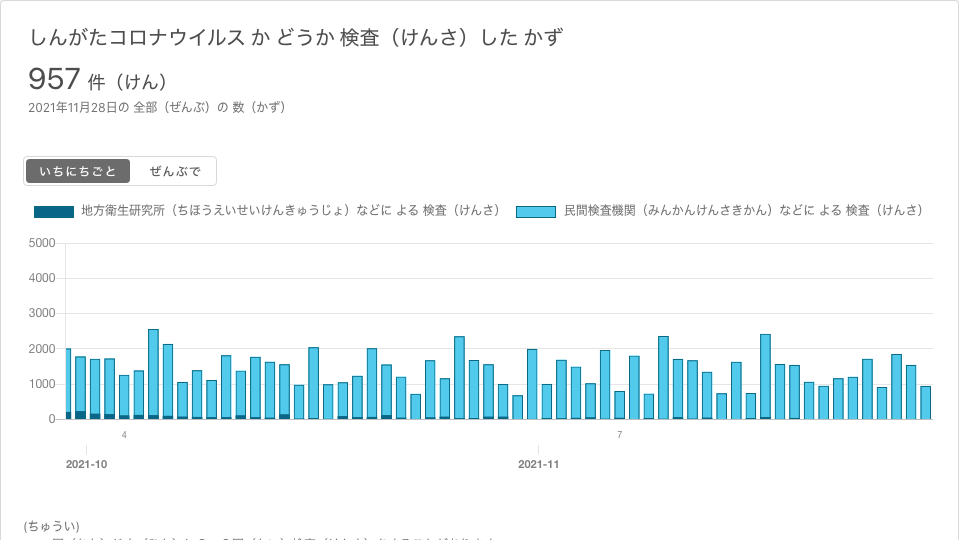 しんがたコロナウイルス か どうか 検査（けんさ）した かず
957 件（けん）
2021年11月28日の 全部（ぜんぶ）の 数（かず）
いちにちごと ぜんぶで
地方衛生研究所（ちほうえいせいけんきゅうじょ）などに よる 検査（けんさ） 民間検査機関（みんかんけんさきかん）などに よる 検査（けんさ）
5000
4000
3000
2000
1000
0
4 7
2021-10 2021-11
(ちゅうい)